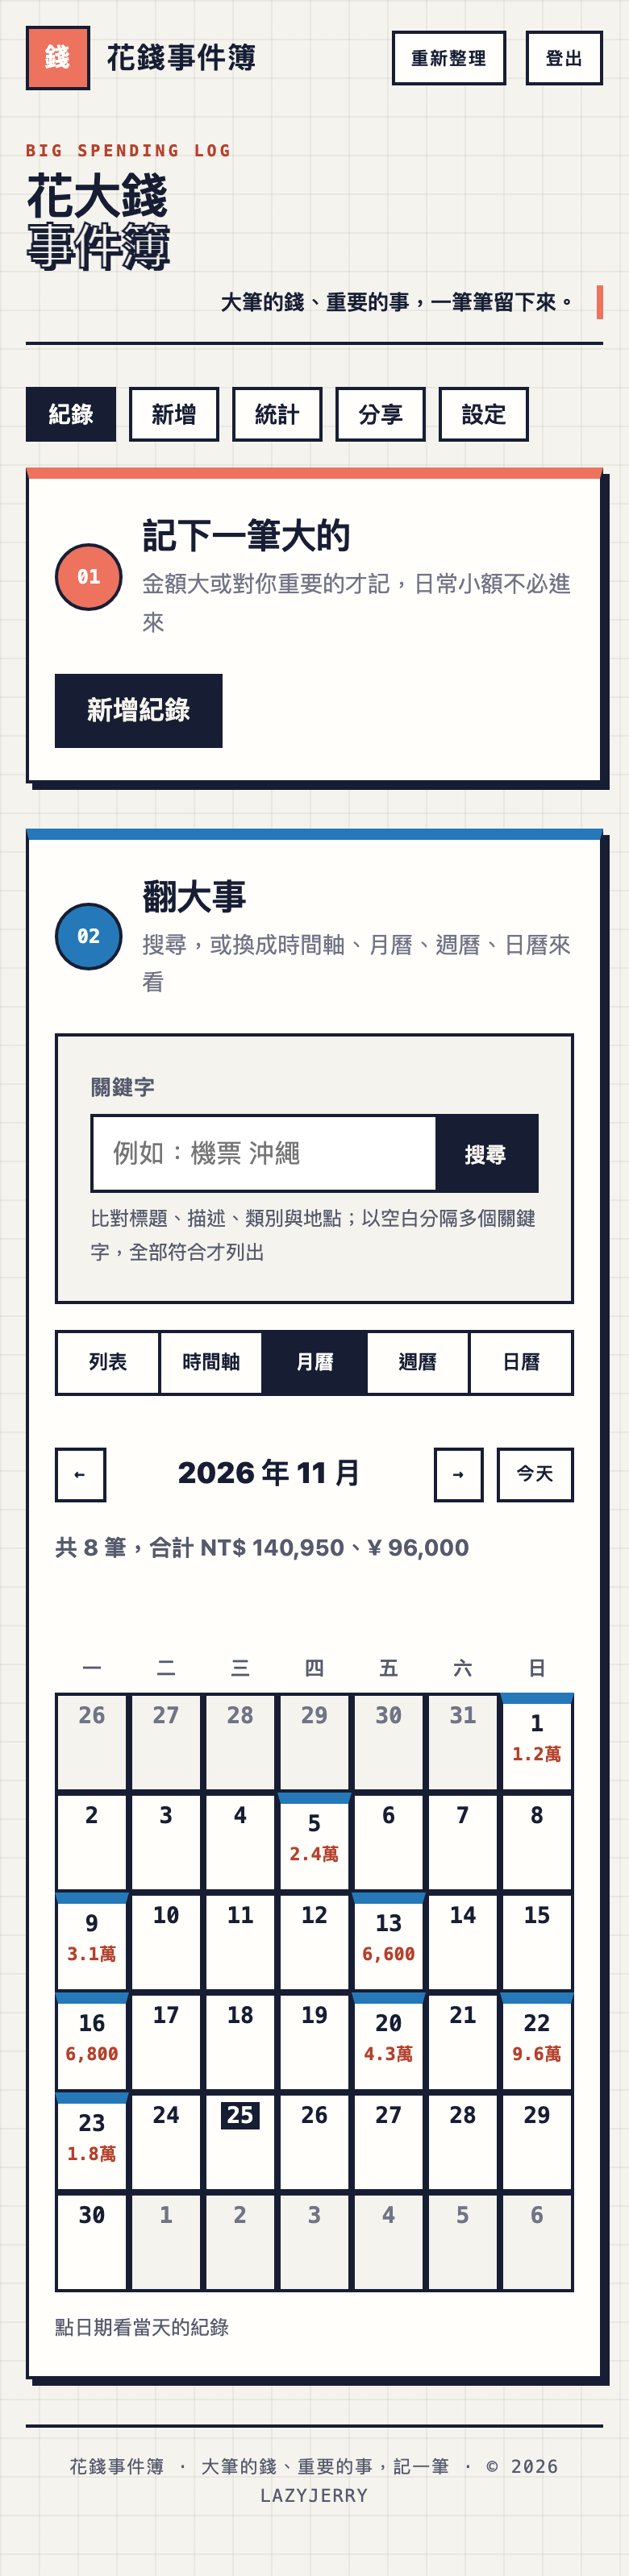 錢 花錢事件簿 重新整理 登出
BIG SPENDING LOG
花大錢
事件簿
大筆的錢、重要的事，一筆筆留下來。
紀錄 新增 統計 分享 設定
01
記下一筆大的
金額大或對你重要的才記，日常小額不必進
來
新增紀錄
02
翻大事
搜尋，或換成時間軸、月曆、週曆、日曆來
看
關鍵字
例如：機票 沖繩 搜尋
比對標題、描述、類別與地點；以空白分隔多個關鍵
字，全部符合才列出
列表 時間軸 月曆 週曆 日曆
← 2026 年 11 月 → 今天
共 8 筆，合計 NT$ 140,950、¥ 96,000
一 二 三 四 五 六 日
26 27 28 29 30 31 1
1.2萬
2 3 4 5 6 7 8
2.4萬
9 10 11 12 13 14 15
3.1萬 6,600
16 17 18 19 20 21 22
6,800 4.3萬 9.6萬
23 24 25 26 27 28 29
1.8萬
30 1 2 3 4 5 6
點日期看當天的紀錄
花錢事件簿 · 大筆的錢、重要的事，記一筆 · © 2026
LAZYJERRY